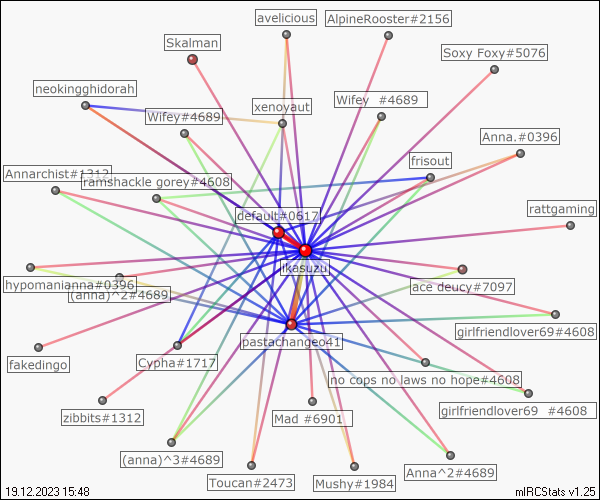 avelicious
AlpineRooster#2156
Skalman
Soxy Foxy#5076
neokingghidorah
xenoyaut
Wifey  #4689
Wifey#4689
Anna.#0396
frisout
Annarchist#1312
ramshackle gorey#4608
default#0617
rattgaming
ikasuzu
hypomanianna#0396
(anna)^2#4689
ace deucy#7097
girlfriendlover69#4608
pastachangeo41
fakedingo
Cypha#1717
no cops no laws no hope#4608
zibbits#1312
Mad #6901
girlfriendlover69  #4608
(anna)^3#4689
Toucan#2473
Mushy#1984
Anna^2#4689
19.12.2023 15:48
mIRCStats v1.25